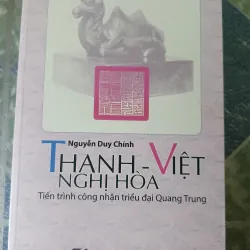 Nguyễn Duy Chính
THANH - VIỆT
NGHỊ HÒA
Tiến trình công nhận triều đại Quang Trung